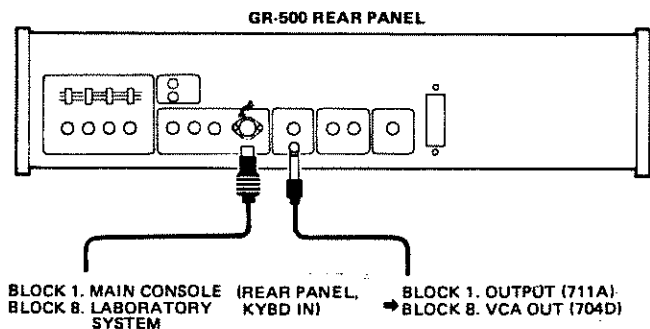 GR-500 REAR PANEL
BLOCK 1. MAIN CONSOLE (REAR PANEL, BLOCK 1. OUTPUT (711A)
BLOCK 8. LABORATORY KYBD IN) ➡BLOCK 8. VCA OUT (704D)
SYSTEM